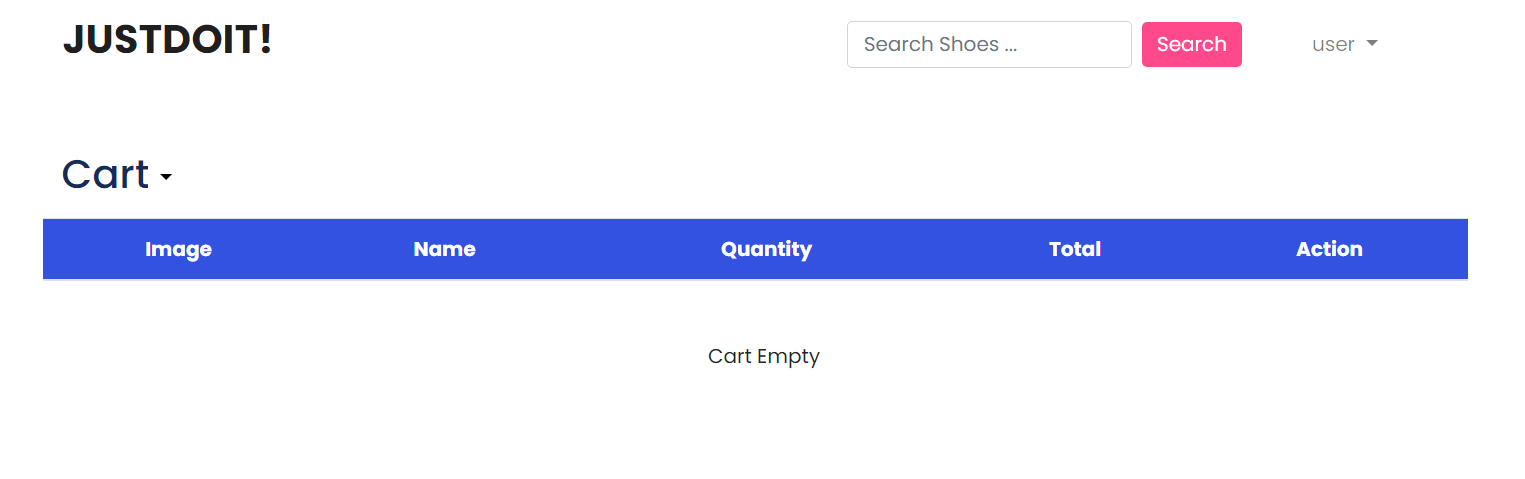 JUSTDOIT!
Search Shoes ...
Search
user
Cart
Image Name Quantity Total Action
Cart Empty